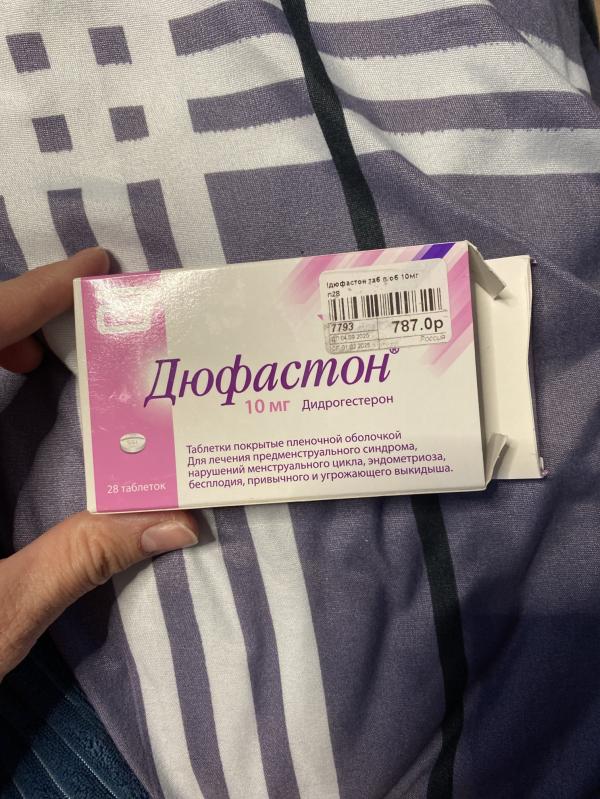 Дюфастон таб п.об 10мг
n28
7793
787.0р
РОССИЯ
Дюфастон®
10 мг Дидрогестерон
Таблетки покрытые пленочной оболочкой
Для лечения предменструального синдрома,
нарушений менструального цикла, эндометриоза,
бесплодия, привычного и угрожающего выкидыша.
28 таблеток